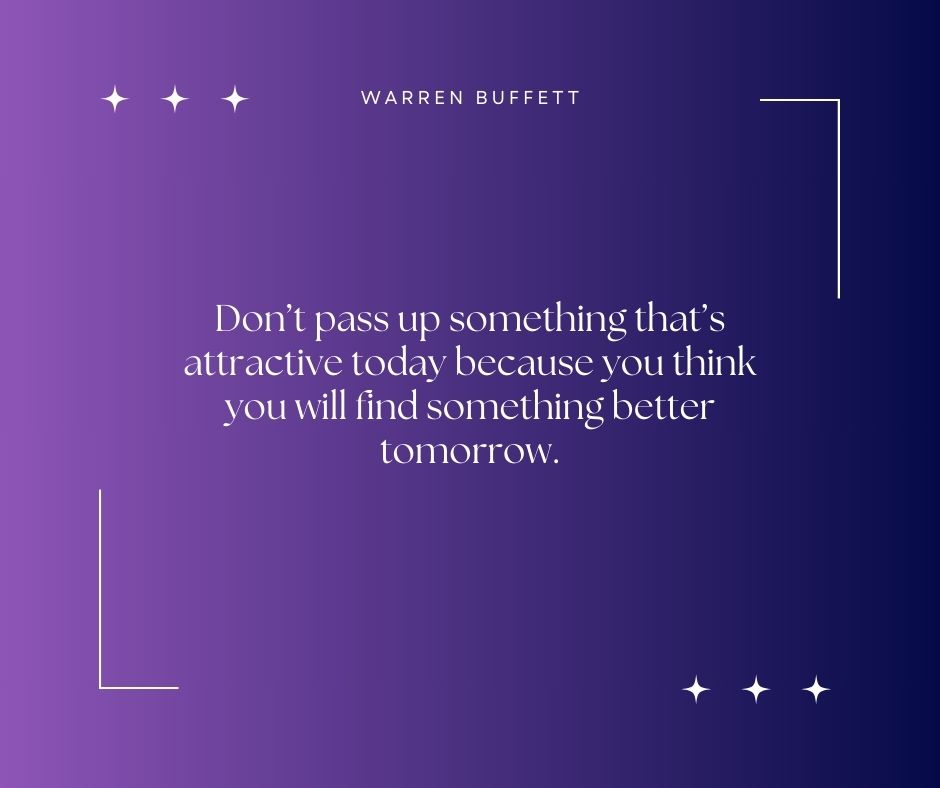 WARREN BUFFETT
Don’t pass up something that’s
attractive today because you think
you will find something better
tomorrow.